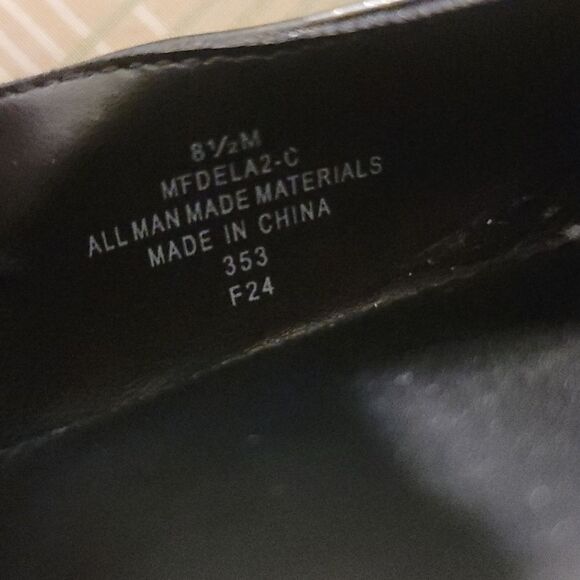 8½M
MFDELA2-C
ALL MAN MADE MATERIALS
MADE IN CHINA
353
F24